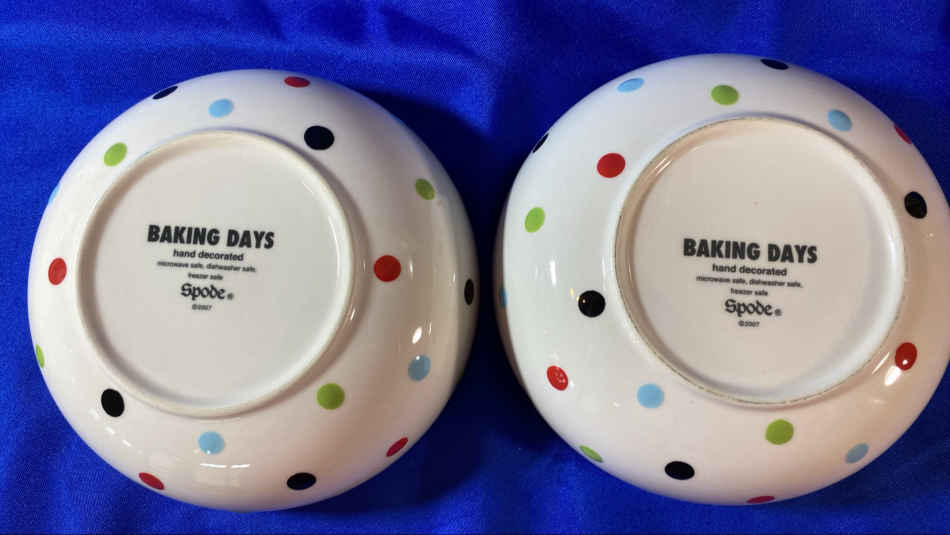 BAKING DAYS
hand decorated
microwave safe, dishwasher safe,
freezer safe
Spode®
©2007
BAKING DAYS
hand decorated
microwave safe, dishwasher safe,
freezer safe
Spode®
©2007